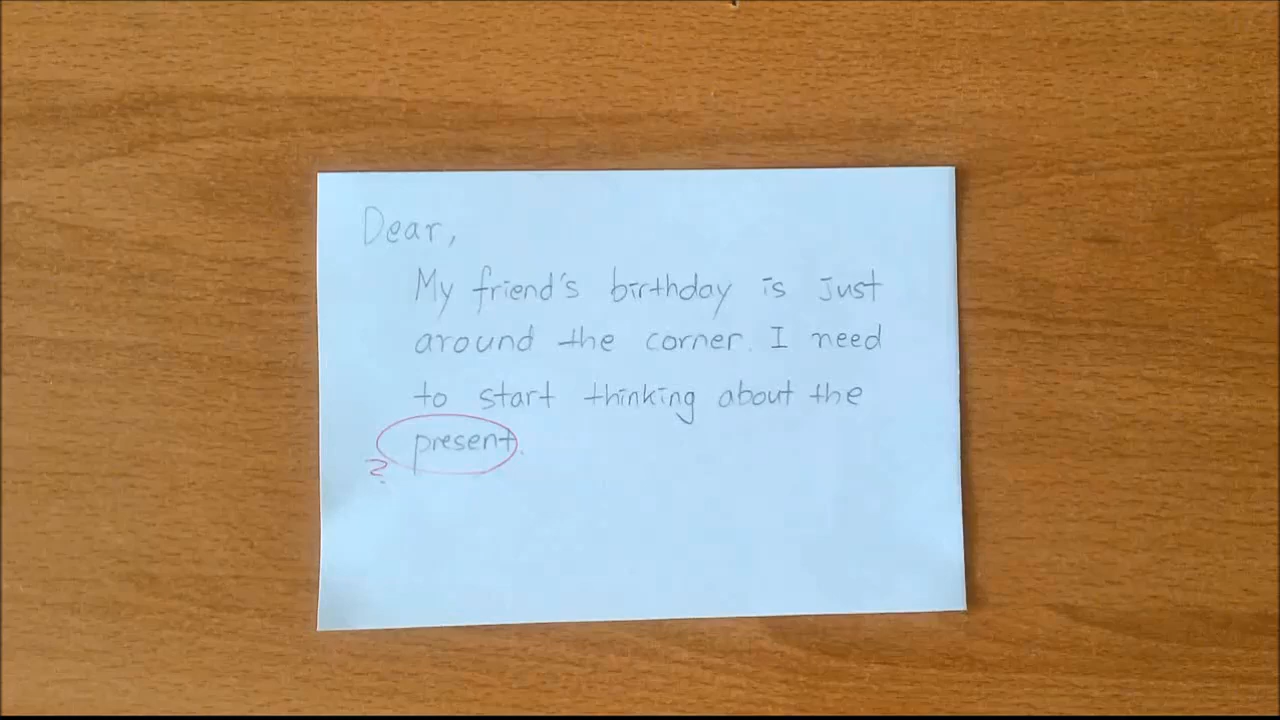 Dear,
My friend's birthday is just
around the corner. I need
to start thinking about the
present.
?